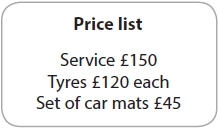 Price list
Service £150
Tyres £120 each
Set of car mats £45